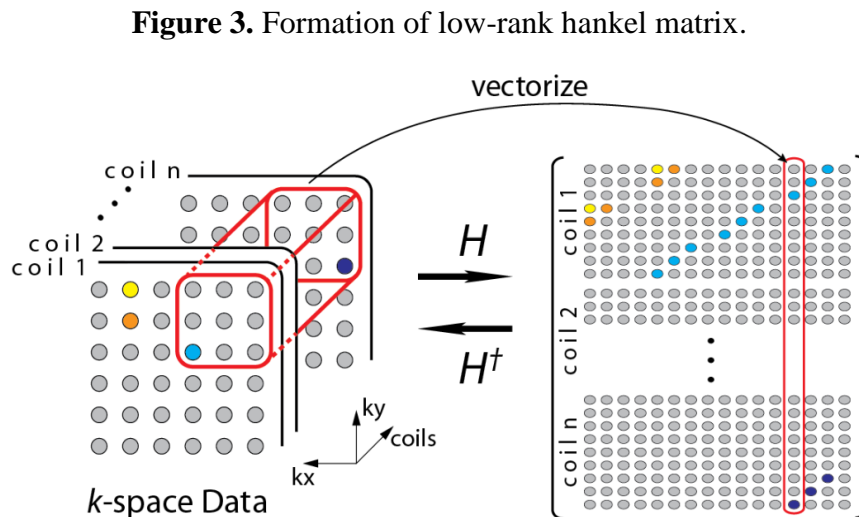 Figure 3. Formation of low-rank hankel matrix.
vectorize
coil n
coil 2
coil 1
H
H†
ky
coils
kx
k-space Data
coil 1
coil 2
coil n